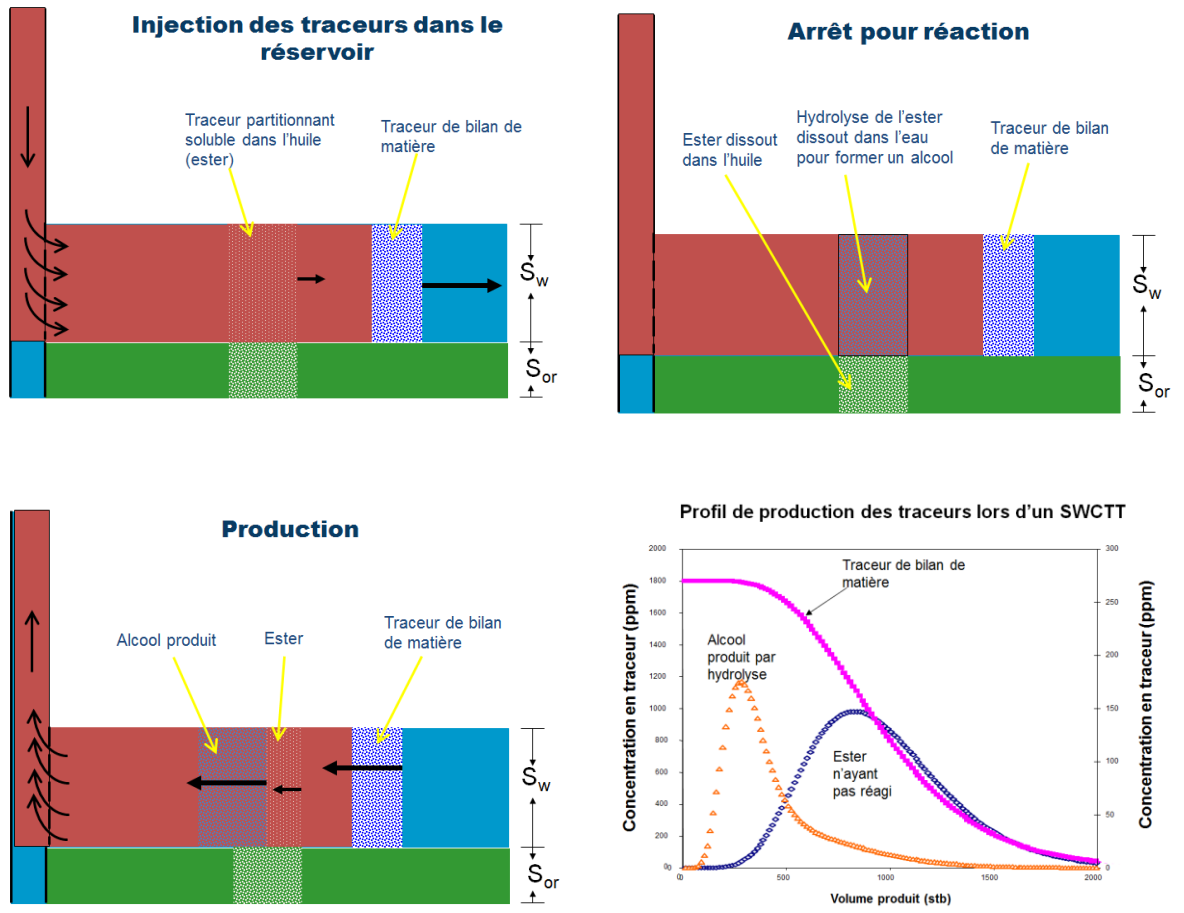 Injection des traceurs dans le
réservoir
Traceur partitionnant
soluble dans l'huile
(ester)
Traceur de bilan de
matière
Sw
Sor
Arrêt pour réaction
Ester dissout
dans l'huile
Hydrolyse de l'ester
dissout dans l'eau
pour former un alcool
Traceur de bilan
de matière
Sw
Sor
Production
Alcool produit
Ester
Traceur de bilan
de matière
Sw
Sor
Profil de production des traceurs lors d'un SWCTT
Concentration en traceur (ppm)
2000
1800
1600
1400
1200
1000
800
600
400
200
0
Traceur de bilan de
matière
Alcool
produit par
hydrolyse
Ester
n'ayant
pas réagi
300
250
200
150
100
50
0
Concentration en traceur (ppm)
0 500 1000 1500 2000
Volume produit (stb)